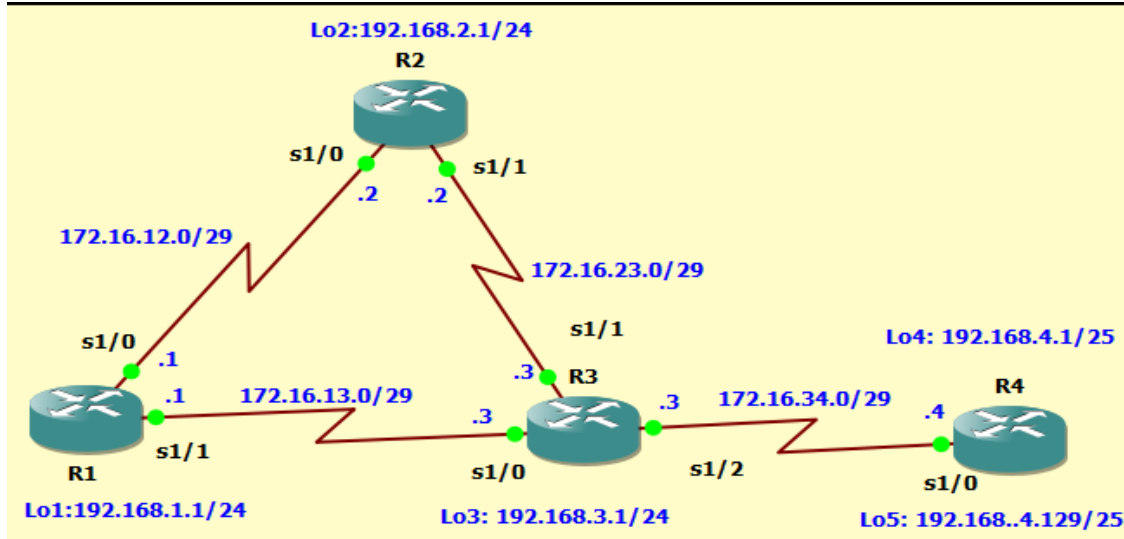 Lo2:192.168.2.1/24
R2
s1/0
s1/1
.2
.2
172.16.12.0/29
172.16.23.0/29
s1/0
.1
s1/1
.3
R3
Lo4: 192.168.4.1/25
.1
172.16.13.0/29
.3
.3
172.16.34.0/29
.4
R4
R1
s1/1
s1/0
s1/2
s1/0
Lo1:192.168.1.1/24
Lo3: 192.168.3.1/24
Lo5: 192.168..4.129/25